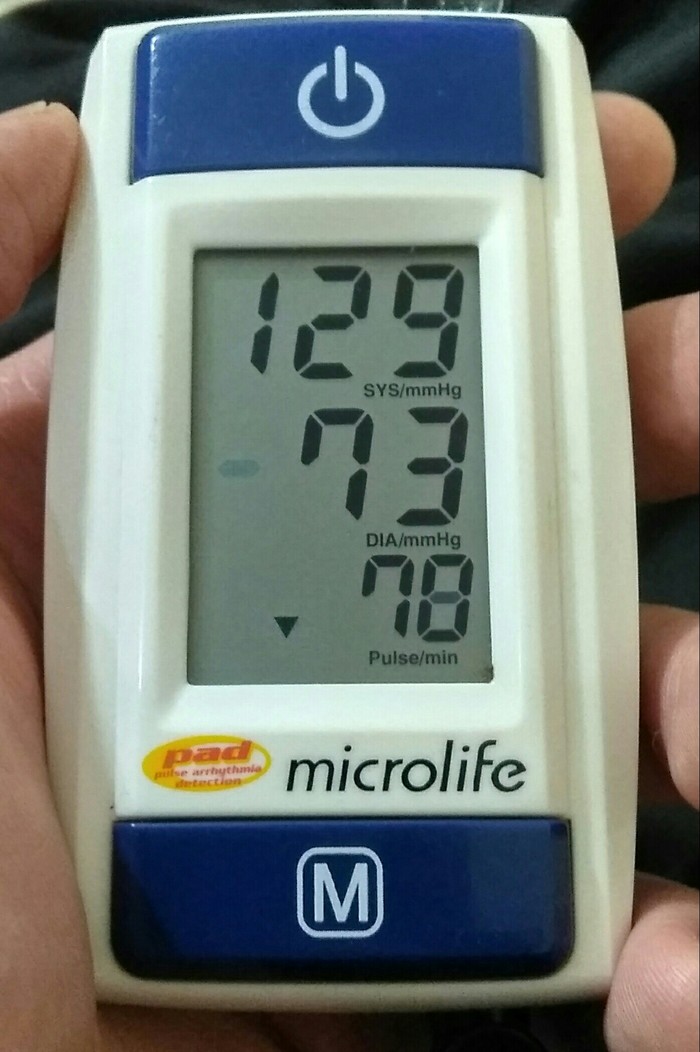 129
SYS/mmHg
73
DIA/mmHg
78
Pulse/min
pad
pulse arrhythmia
detection
microlife
M